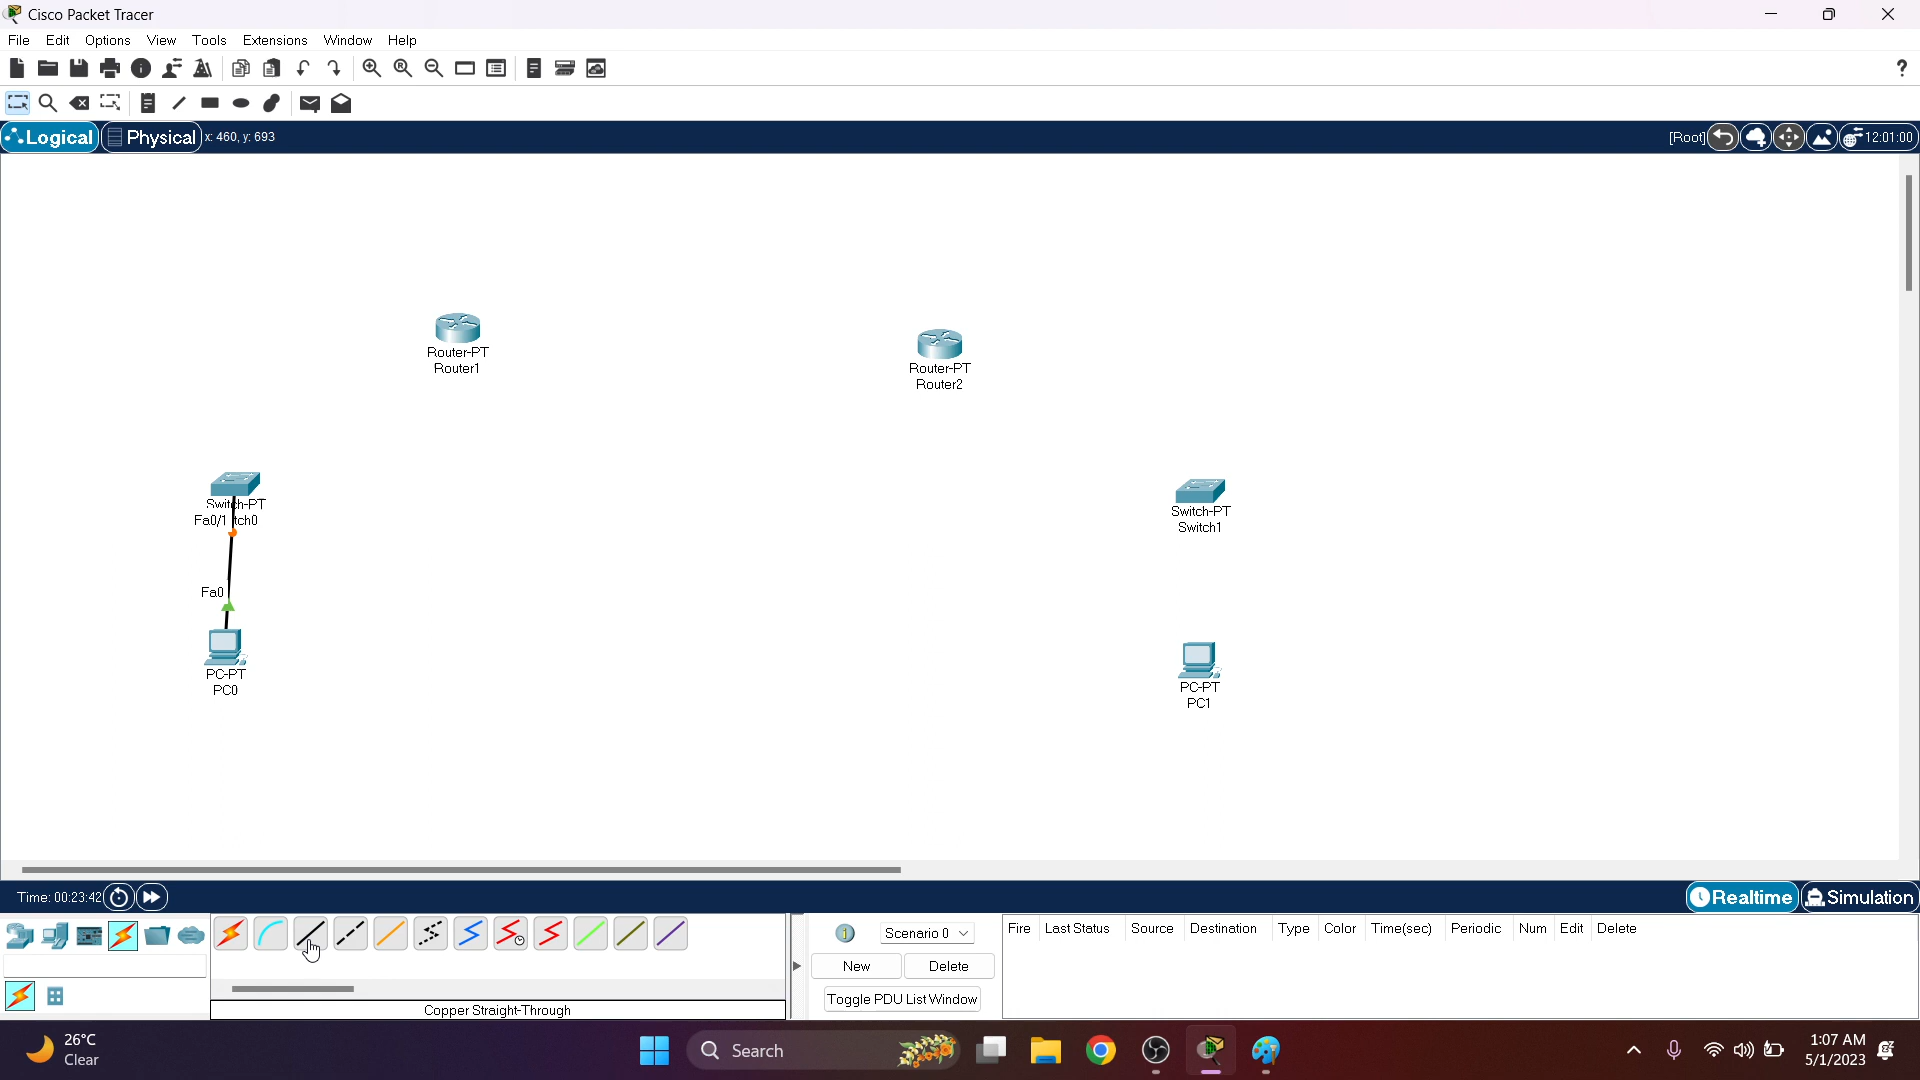 Cisco Packet Tracer
File Edit Options View Tools Extensions Window Help
?
Logical Physical x: 460, y: 693 [Root] 12:01:00
Router-PT
Router1
Router-PT
Router2
Switch-PT
Fa0/1 tch0
Switch-PT
Switch1
Fa0
PC-PT
PC0
PC-PT
PC1
Time: 00:23:42 Realtime Simulation
Scenario 0
New Delete
Toggle PDU List Window
Fire Last Status Source Destination Type Color Time(sec) Periodic Num Edit Delete
Copper Straight-Through
26°C
Clear
Search
1:07 AM
5/1/2023